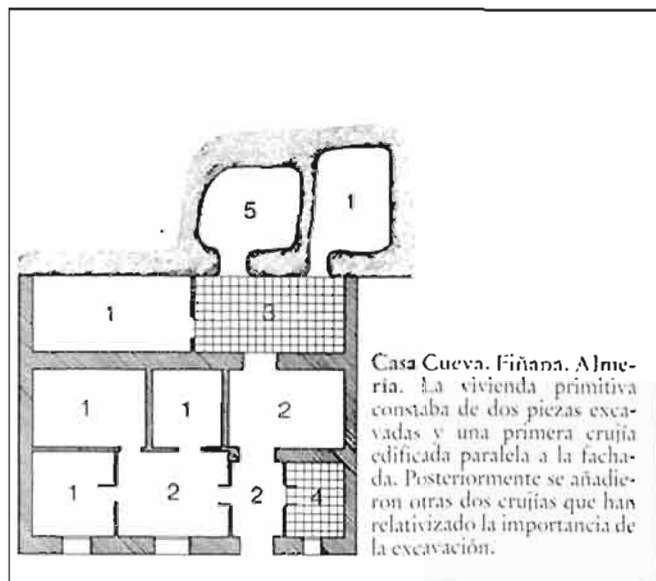 5
1
1
3
1
1
2
1
2
2
4
Casa Cueva. Fiñana. Alme-
ría. La vivienda primitiva
constaba de dos piezas exca-
vadas y una primera crujía
edificada paralela a la facha-
da. Posteriormente se añadie-
ron otras dos crujías que han
relativizado la importancia de
la excavación.